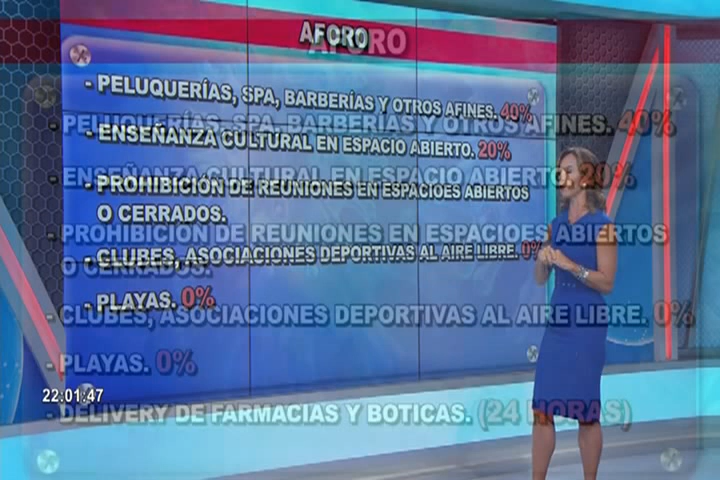 AFORO
AFORO
- PELUQUERÍAS, SPA, BARBERÍAS Y OTROS AFINES. 40%
- PELUQUERÍAS, SPA, BARBERÍAS Y OTROS AFINES. 40%
- ENSEÑANZA CULTURAL EN ESPACIO ABIERTO. 20%
- ENSEÑANZA CULTURAL EN ESPACIO ABIERTO. 20%
- PROHIBICIÓN DE REUNIONES EN ESPACIOES ABIERTOS
O CERRADOS.
- PROHIBICIÓN DE REUNIONES EN ESPACIOES ABIERTOS
O CERRADOS.
- CLUBES, ASOCIACIONES DEPORTIVAS AL AIRE LIBRE. 0%
- PLAYAS. 0%
- CLUBES, ASOCIACIONES DEPORTIVAS AL AIRE LIBRE. 0%
- PLAYAS. 0%
22:01:47
- DELIVERY DE FARMACIAS Y BOTICAS. (24 HORAS)